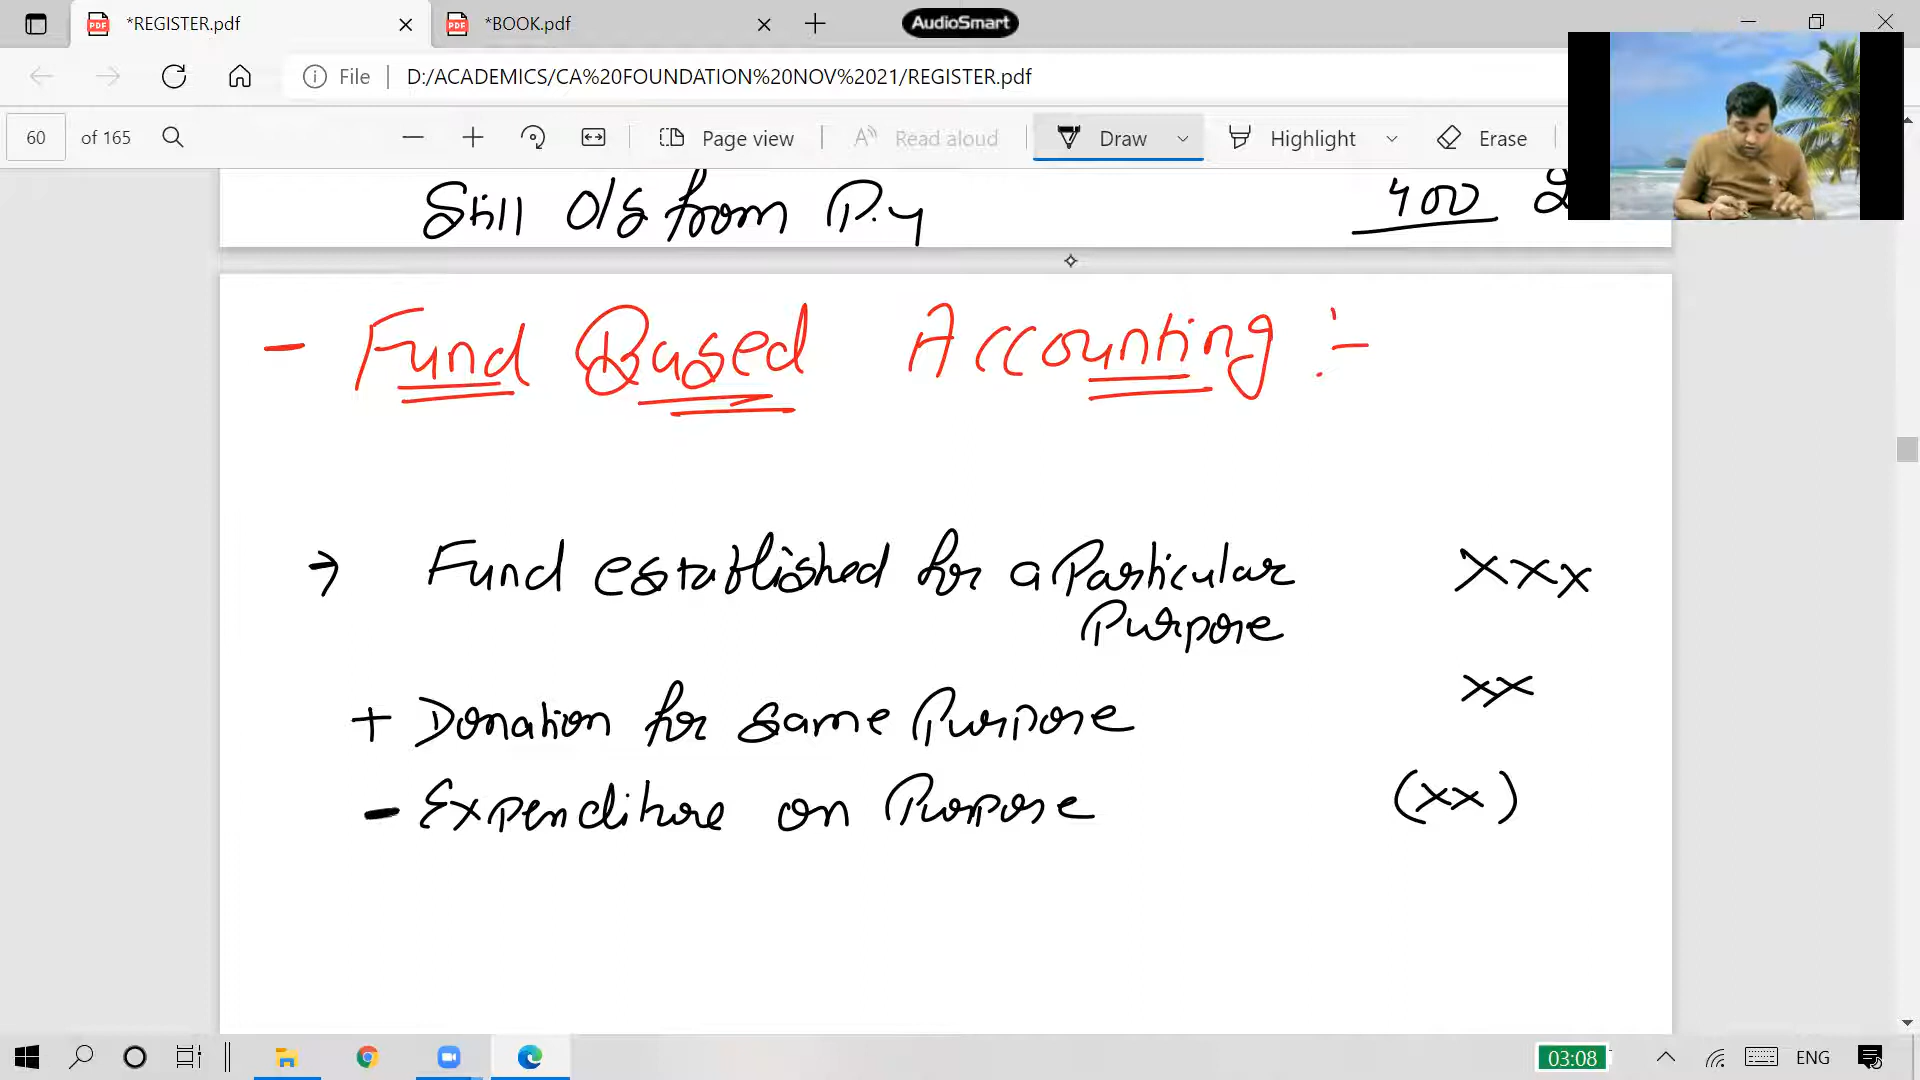 *REGISTER.pdf
*BOOK.pdf
AudioSmart
File
D:/ACADEMICS/CA%20FOUNDATION%20NOV%2021/REGISTER.pdf
60 of 165
Page view
Read aloud
Draw
Highlight
Erase
Still O/S from P.y 400
- Fund Based Accounting :-
→ Fund established for a Particular Purpose xxx
+ Donation for same Purpose xx
- Expenditure on Purpose (xx)
03:08
ENG